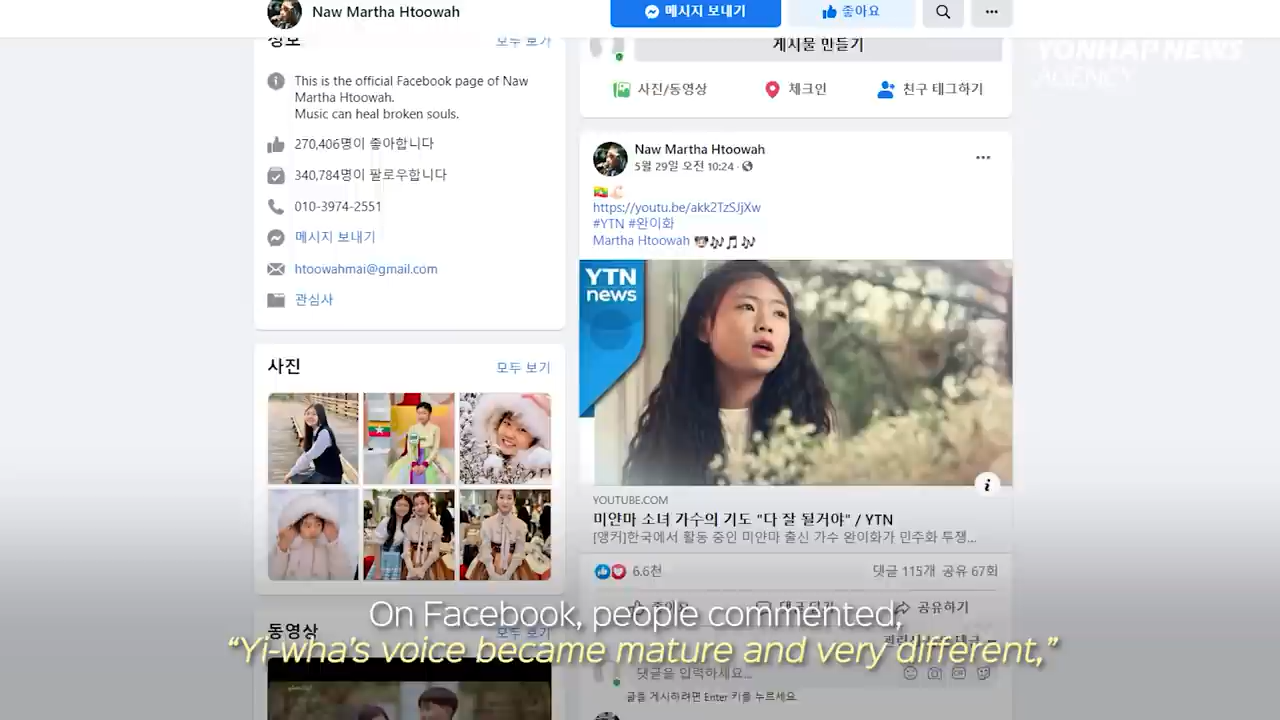 Naw Martha Htoowah
메시지 보내기
좋아요
YONHAP NEWS
AGENCY
정보
모두 보기
This is the official Facebook page of Naw
Martha Htoowah.
Music can heal broken souls.
270,406명이 좋아합니다
340,784명이 팔로우합니다
010-3974-2551
메시지 보내기
htoowahmai@gmail.com
관심사
사진
모두 보기
동영상
모두 보기
게시물 만들기
사진/동영상
체크인
친구 태그하기
Naw Martha Htoowah
5월 29일 오전 10:24
https://youtu.be/akk2TzSJjXw
#YTN #완이화
Martha Htoowah
YTN
news
YOUTUBE.COM
미얀마 소녀 가수의 기도 "다 잘 될거야" / YTN
[앵커]한국에서 활동 중인 미얀마 출신 가수 완이화가 민주화 투쟁...
6.6천
댓글 115개 공유 67회
공유하기
댓글을 입력하세요...
글을 게시하려면 Enter 키를 누르세요.
On Facebook, people commented,
“Yi-wha's voice became mature and very different,”